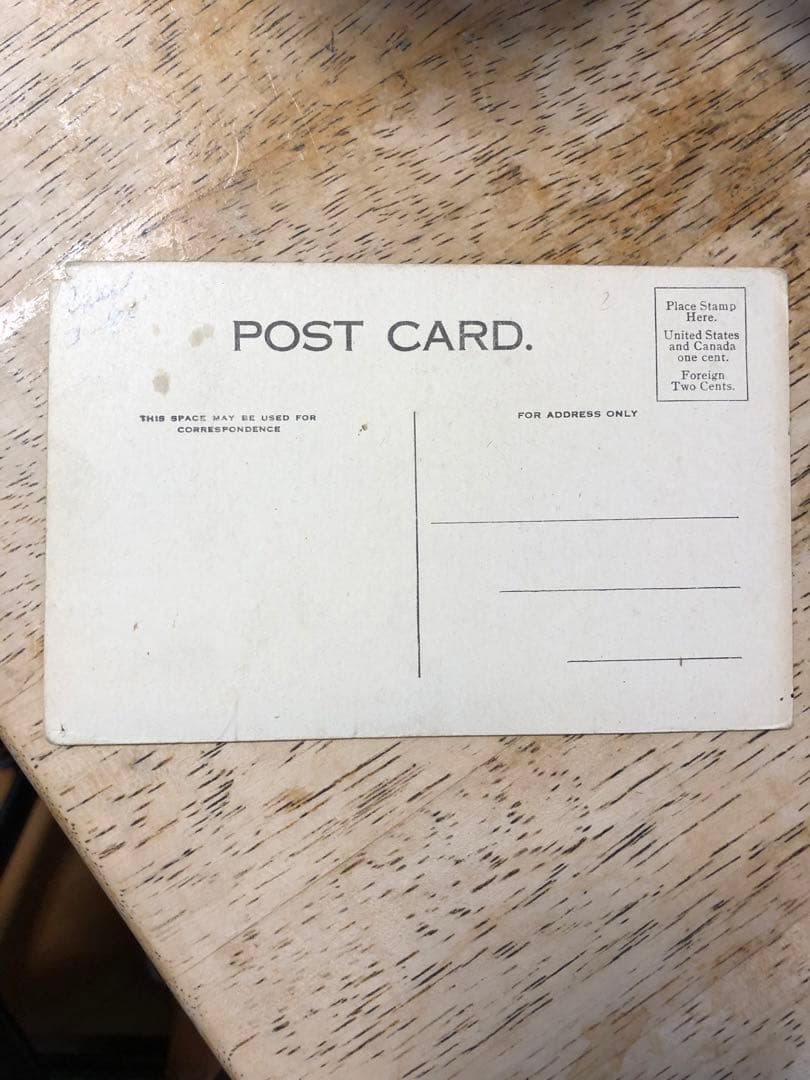 POST CARD.
2
Place Stamp
Here.
United States
and Canada
one cent.
Foreign
Two Cents.
THIS SPACE MAY BE USED FOR
CORRESPONDENCE
FOR ADDRESS ONLY